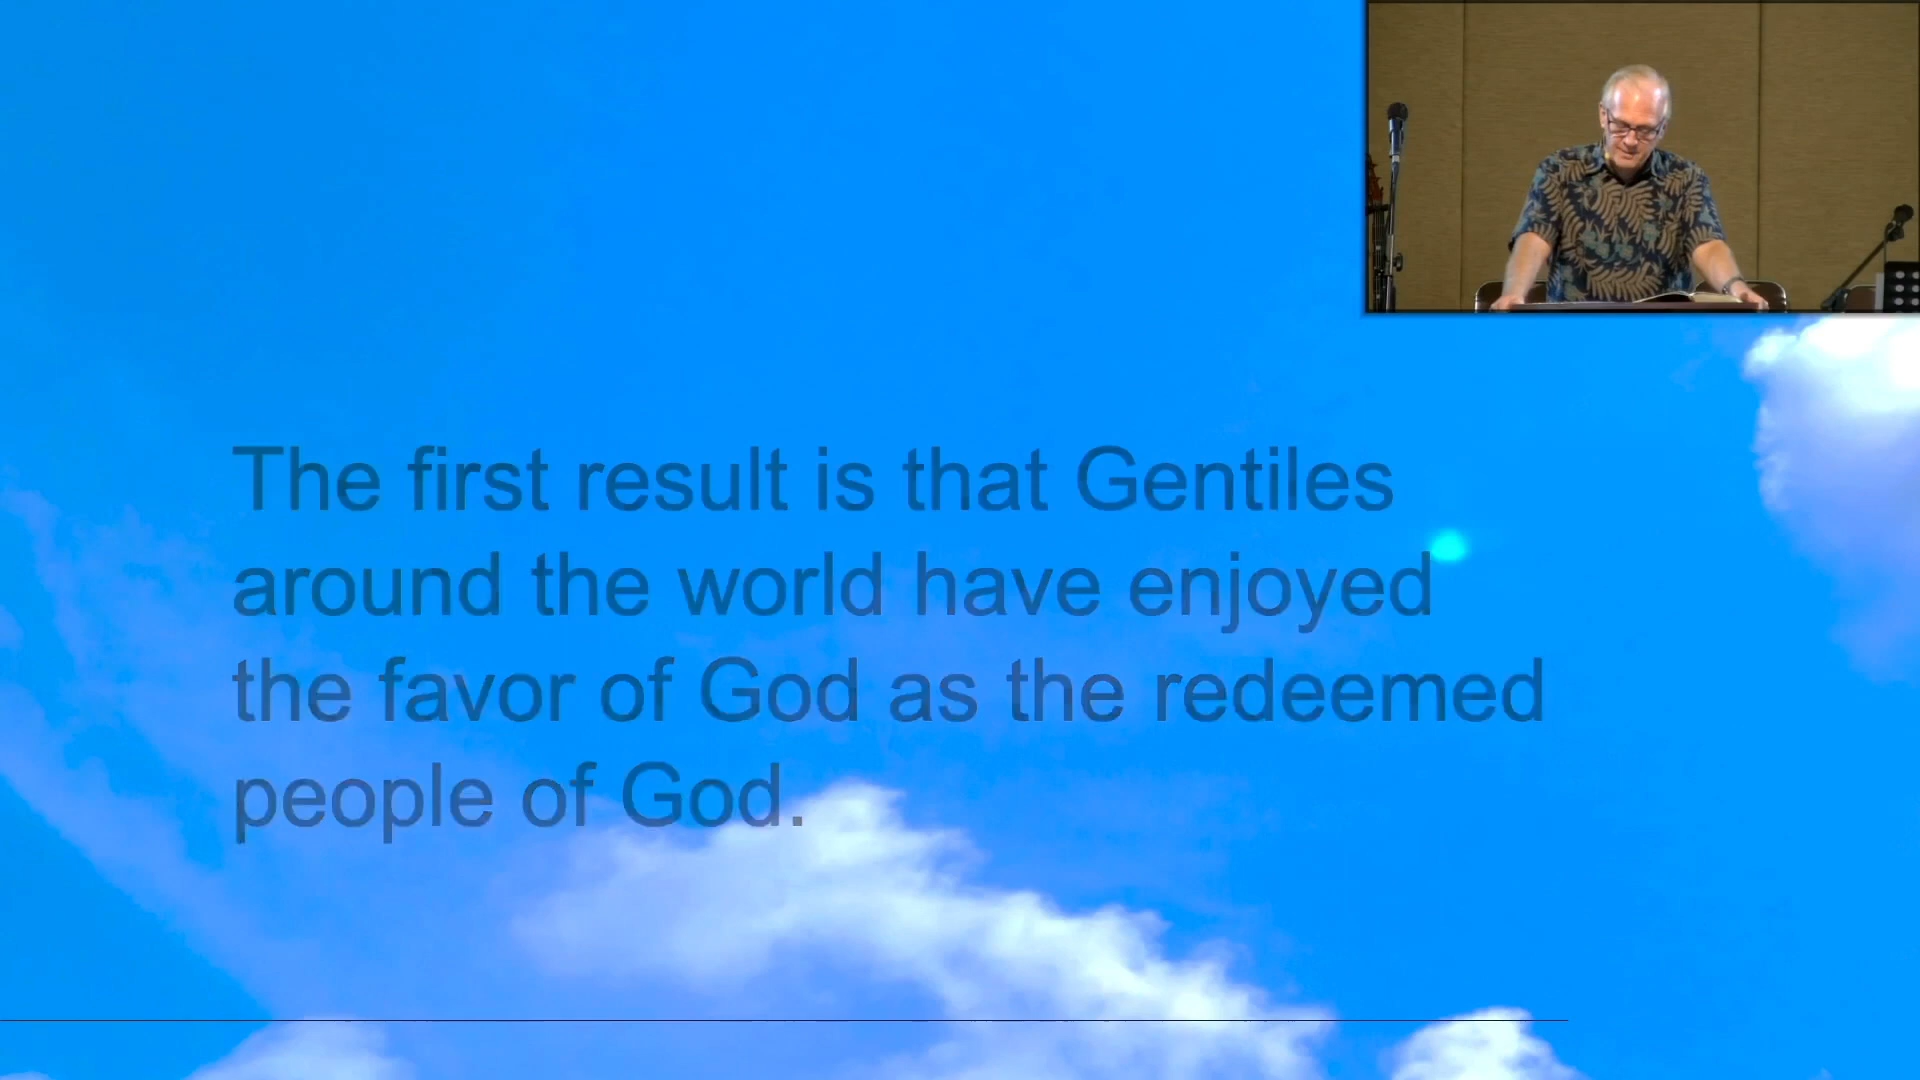 The first result is that Gentiles
around the world have enjoyed
the favor of God as the redeemed
people of God.